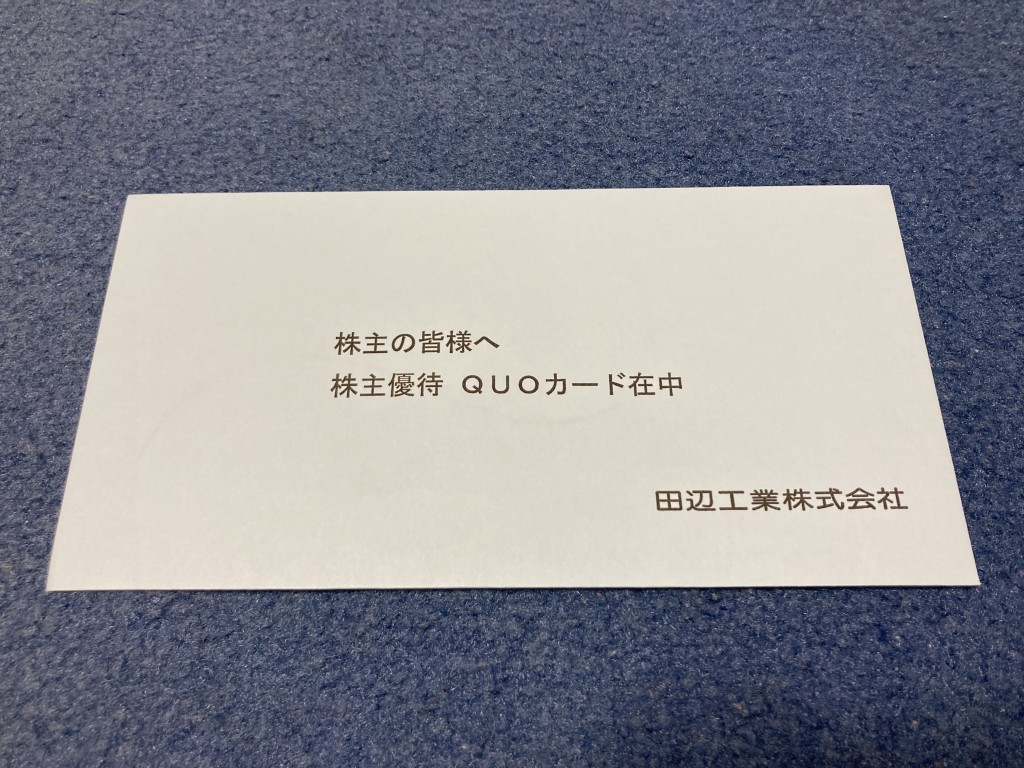 株主の皆様へ
株主優待 QUOカード在中
田辺工業株式会社